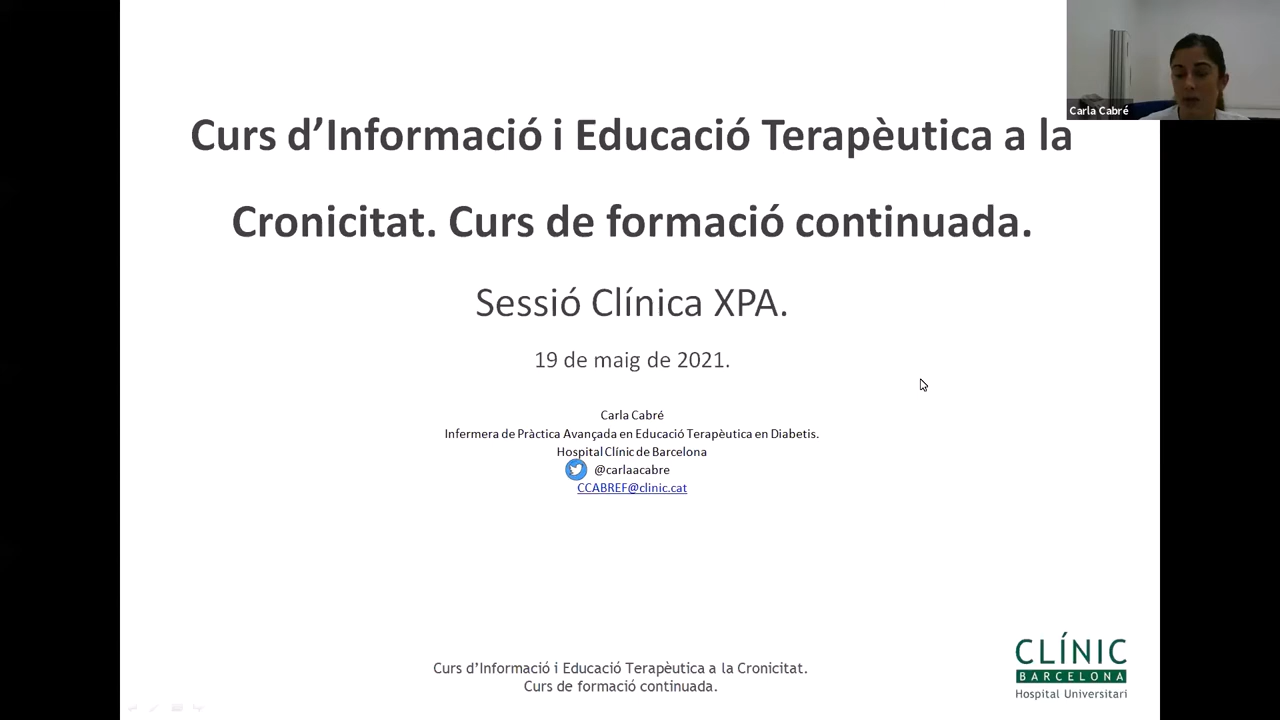 Carla Cabré
Curs d’Informació i Educació Terapèutica a la
Cronicitat. Curs de formació continuada.
Sessió Clínica XPA.
19 de maig de 2021.
Carla Cabré
Infermera de Pràctica Avançada en Educació Terapèutica en Diabetis.
Hospital Clínic de Barcelona
@carlaacabre
CCABREF@clinic.cat
Curs d’Informació i Educació Terapèutica a la Cronicitat.
Curs de formació continuada.
CLÍNIC
BARCELONA
Hospital Universitari